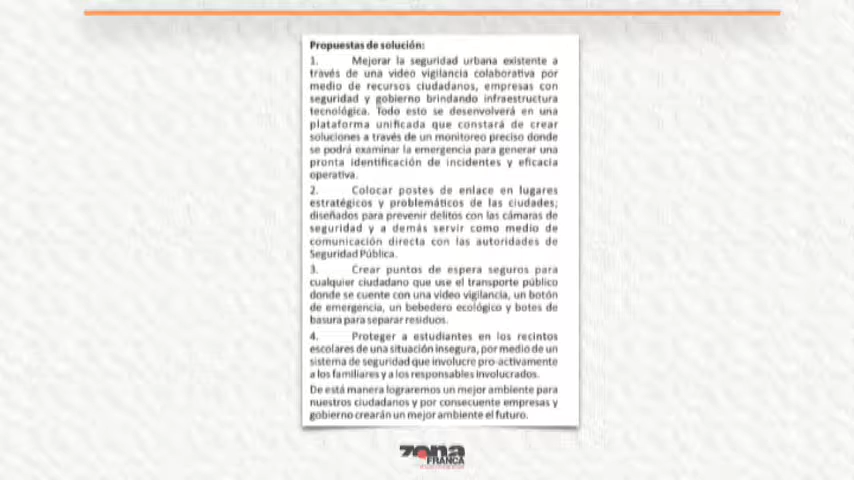 Propuestas de solución:
1. Mejorar la seguridad urbana existente a
través de una video vigilancia colaborativa por
medio de recursos ciudadanos, empresas con
seguridad y gobierno brindando infraestructura
tecnológica. Todo esto se desenvolverá en una
plataforma unificada que constará de crear
soluciones a través de un monitoreo preciso donde
se podrá examinar la emergencia para generar una
pronta identificación de incidentes y eficacia
operativa.
2. Colocar postes de enlace en lugares
estratégicos y problemáticos de las ciudades;
diseñados para prevenir delitos con las cámaras de
seguridad y a demás servir como medio de
comunicación directa con las autoridades de
Seguridad Pública.
3. Crear puntos de espera seguros para
cualquier ciudadano que use el transporte público
donde se cuente con una video vigilancia, un botón
de emergencia, un bebedero ecológico y botes de
basura para separar residuos.
4. Proteger a estudiantes en los recintos
escolares de una situación insegura, por medio de un
sistema de seguridad que involucre pro-activamente
a los familiares y a los responsables involucrados.
De está manera lograremos un mejor ambiente para
nuestros ciudadanos y por consecuente empresas y
gobierno crearán un mejor ambiente el futuro.
zona
FRANCA